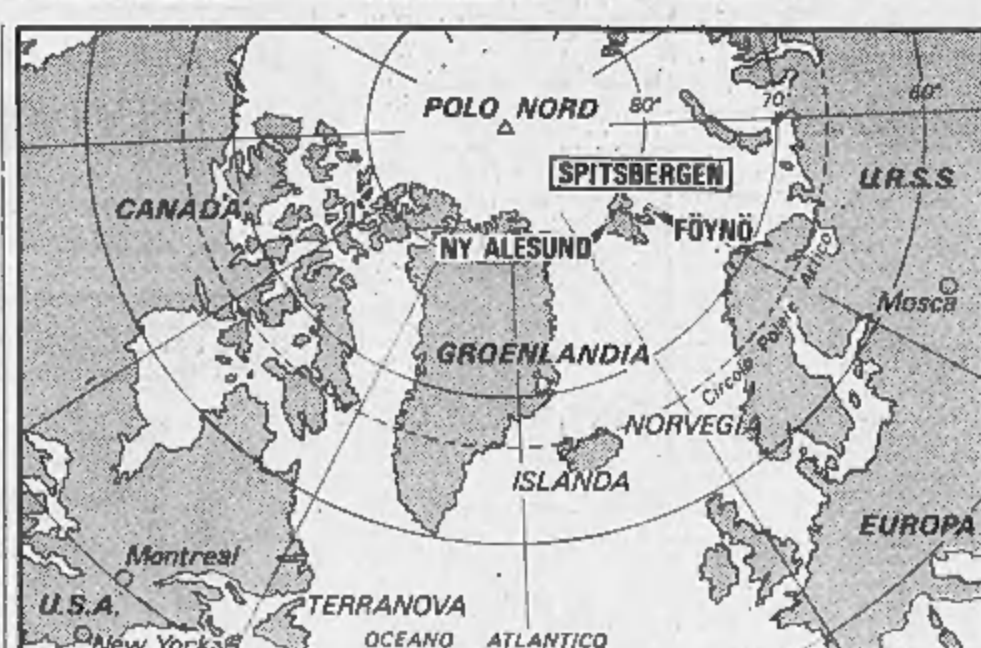 POLO NORD
80°
70°
60°
SPITSBERGEN
U.R.S.S.
CANADA
FÖYNÖ
NY ALESUND
Circolo Polare Artico
Mosca
GROENLANDIA
NORVEGIA
ISLANDA
EUROPA
Montreal
U.S.A.
TERRANOVA
New York
OCEANO ATLANTICO